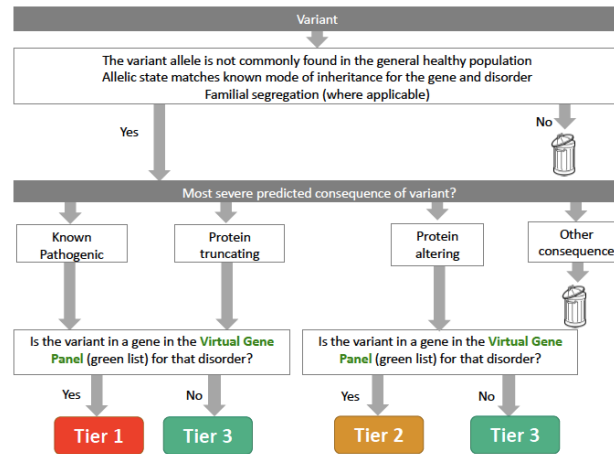 Variant
The variant allele is not commonly found in the general healthy population
Allelic state matches known mode of inheritance for the gene and disorder
Familial segregation (where applicable)
Yes
No
Most severe predicted consequence of variant?
Known
Pathogenic
Protein
truncating
Protein
altering
Other
consequence
Is the variant in a gene in the Virtual Gene
Panel (green list) for that disorder?
Is the variant in a gene in the Virtual Gene
Panel (green list) for that disorder?
Yes
No
Yes
No
Tier 1
Tier 3
Tier 2
Tier 3